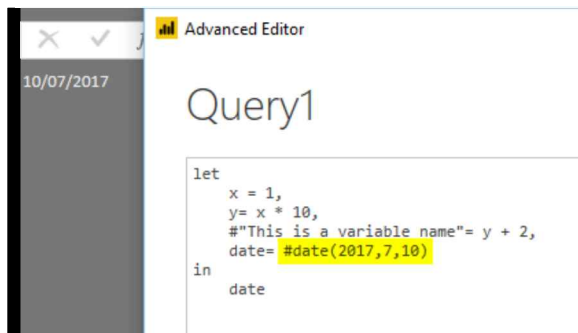 Advanced Editor
10/07/2017
Query1
let
x = 1,
y= x * 10,
#"This is a variable name"= y + 2,
date= #date(2017,7,10)
in
date